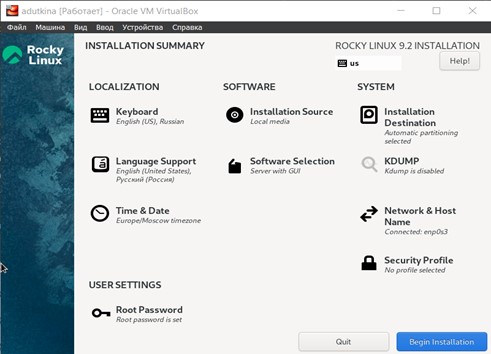 adutkina [Работает] - Oracle VM VirtualBox
Файл Машина Вид Ввод Устройства Справка
Rocky
Linux
INSTALLATION SUMMARY
ROCKY LINUX 9.2 INSTALLATION
us
Help!
LOCALIZATION
Keyboard
English (US), Russian
Language Support
English (United States),
Русский (Россия)
Time & Date
Europe/Moscow timezone
SOFTWARE
Installation Source
Local media
Software Selection
Server with GUI
SYSTEM
Installation
Destination
Automatic partitioning
selected
KDUMP
Kdump is disabled
Network & Host
Name
Connected: enp0s3
Security Profile
No profile selected
USER SETTINGS
Root Password
Root password is set
Quit
Begin Installation